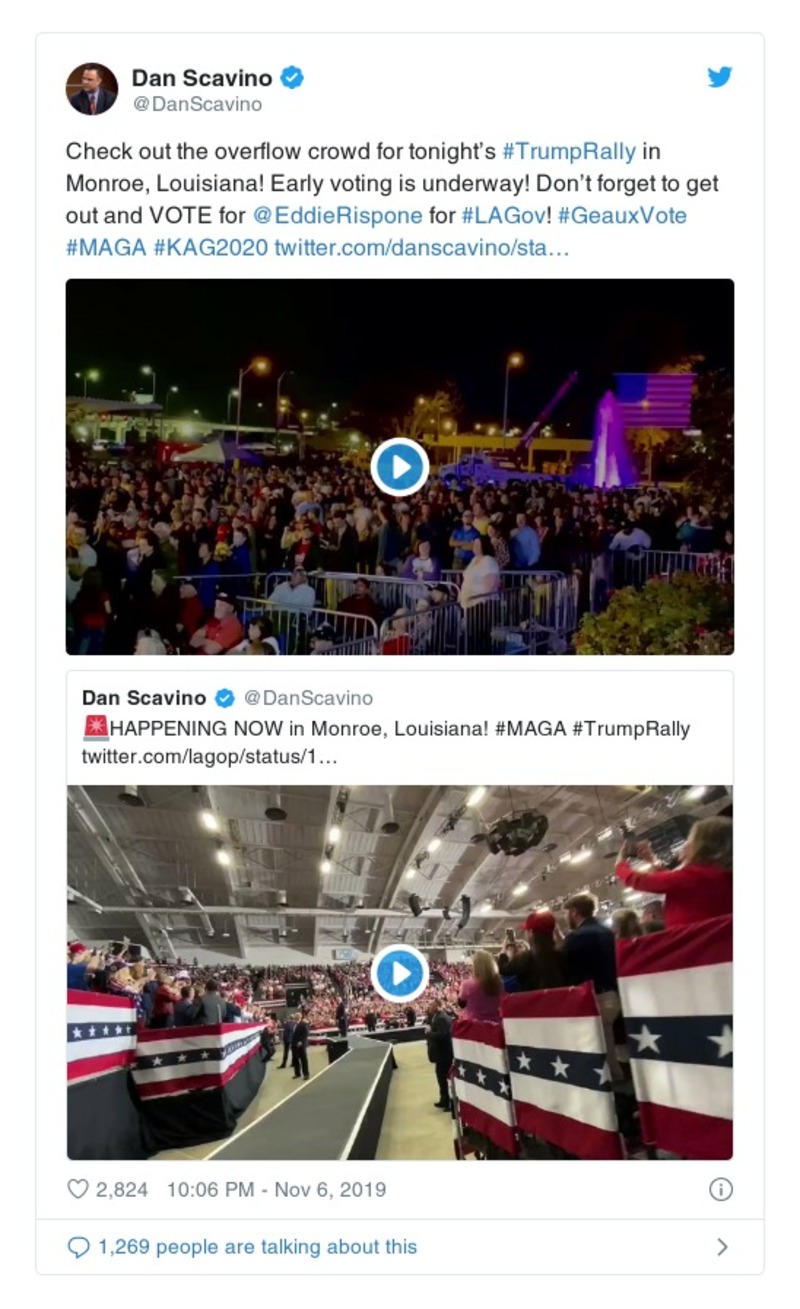 Dan Scavino
@DanScavino
Check out the overflow crowd for tonight’s #TrumpRally in
Monroe, Louisiana! Early voting is underway! Don’t forget to get
out and VOTE for @EddieRispone for #LAGov! #GeauxVote
#MAGA #KAG2020 twitter.com/danscavino/sta…
Dan Scavino @DanScavino
🚨HAPPENING NOW in Monroe, Louisiana! #MAGA #TrumpRally
twitter.com/lagop/status/1…
2,824 10:06 PM - Nov 6, 2019
1,269 people are talking about this